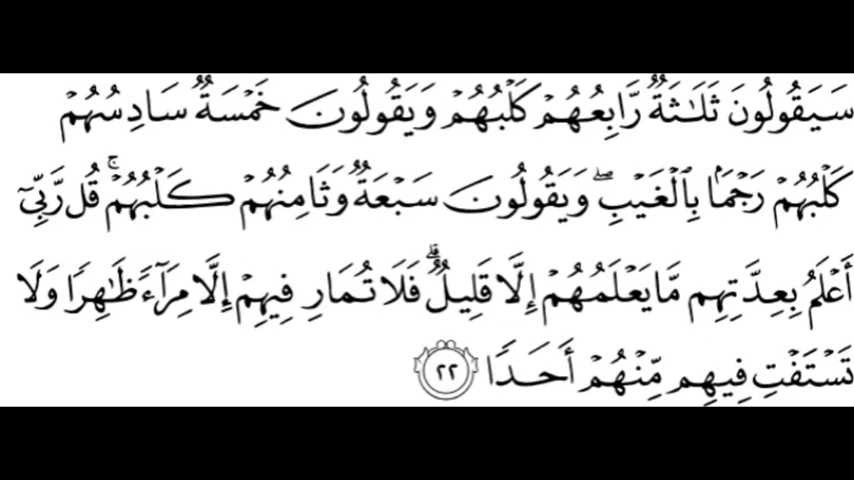 سَيَقُولُونَ ثَلَٰثَةٌ رَّابِعُهُمْ كَلْبُهُمْ وَيَقُولُونَ خَمْسَةٌ سَادِسُهُمْ
كَلْبُهُمْ رَجْمًۢا بِٱلْغَيْبِ ۖ وَيَقُولُونَ سَبْعَةٌ وَثَامِنُهُمْ كَلْبُهُمْ ۚ قُل رَّبِّىٓ
أَعْلَمُ بِعِدَّتِهِم مَّا يَعْلَمُهُمْ إِلَّا قَلِيلٌ ۗ فَلَا تُمَارِ فِيهِمْ إِلَّا مِرَآءً ظَٰهِرًا وَلَا
تَسْتَفْتِ فِيهِم مِّنْهُمْ أَحَدًا ٢٢